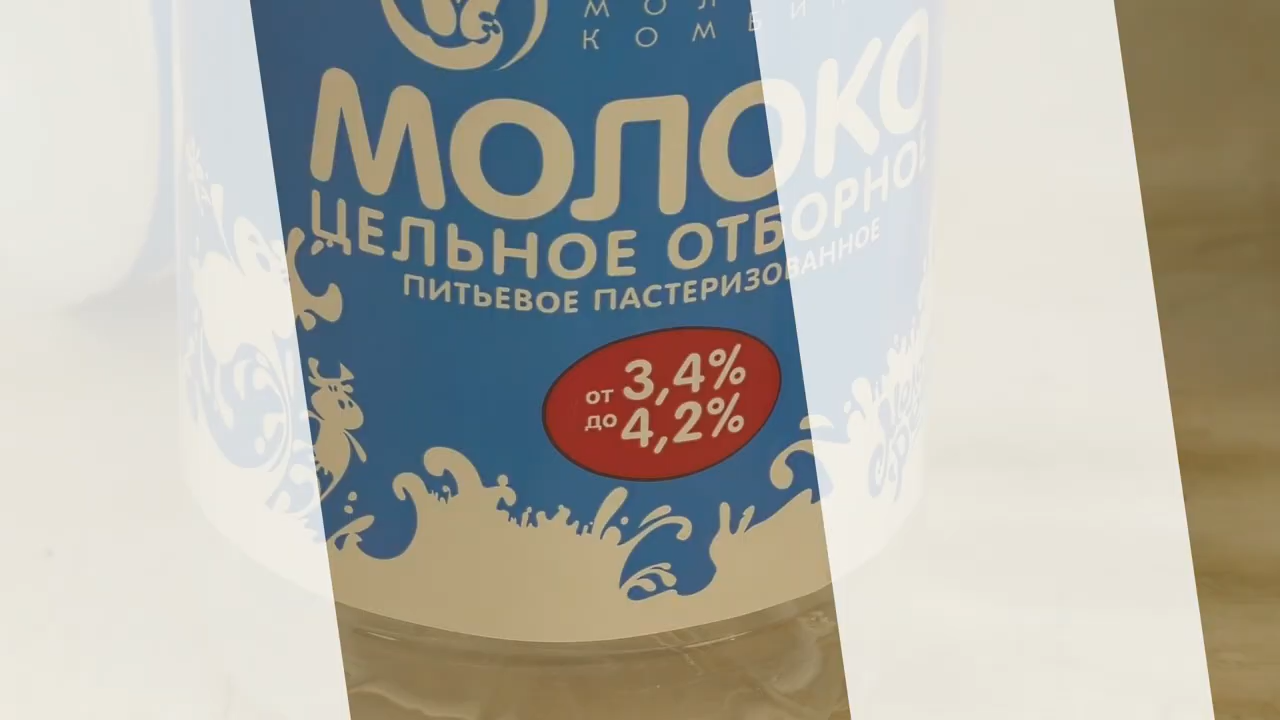 МОЛОКО
ЦЕЛЬНОЕ ОТБОРНОЕ
ПИТЬЕВОЕ ПАСТЕРИЗОВАННОЕ
от 3,4%
до 4,2%